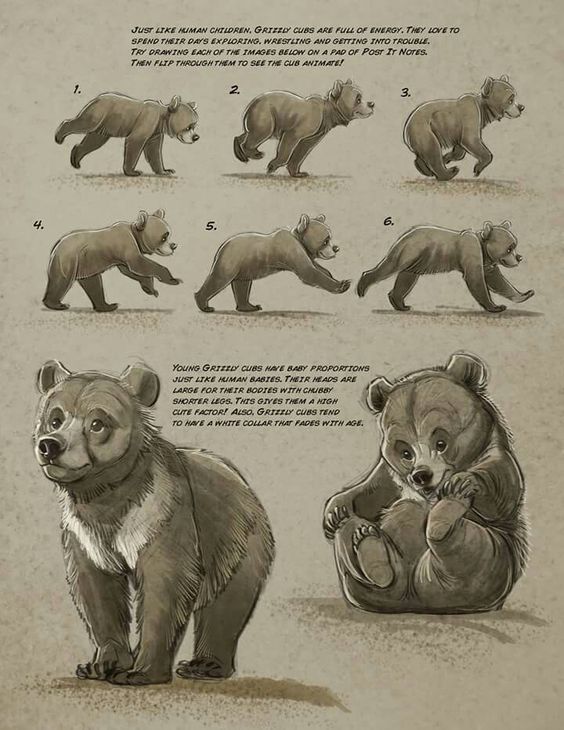 Just like human children, Grizzly cubs are full of energy. They love to
spend their days exploring, wrestling and getting into trouble.
Try drawing each of the images below on a pad of Post It Notes.
Then flip through them to see the cub animate!
1.
2.
3.
4.
5.
6.
Young Grizzly cubs have baby proportions
just like human babies. Their heads are
large for their bodies with chubby
shorter legs. This gives them a high
cute factor! Also, Grizzly cubs tend
to have a white collar that fades with age.